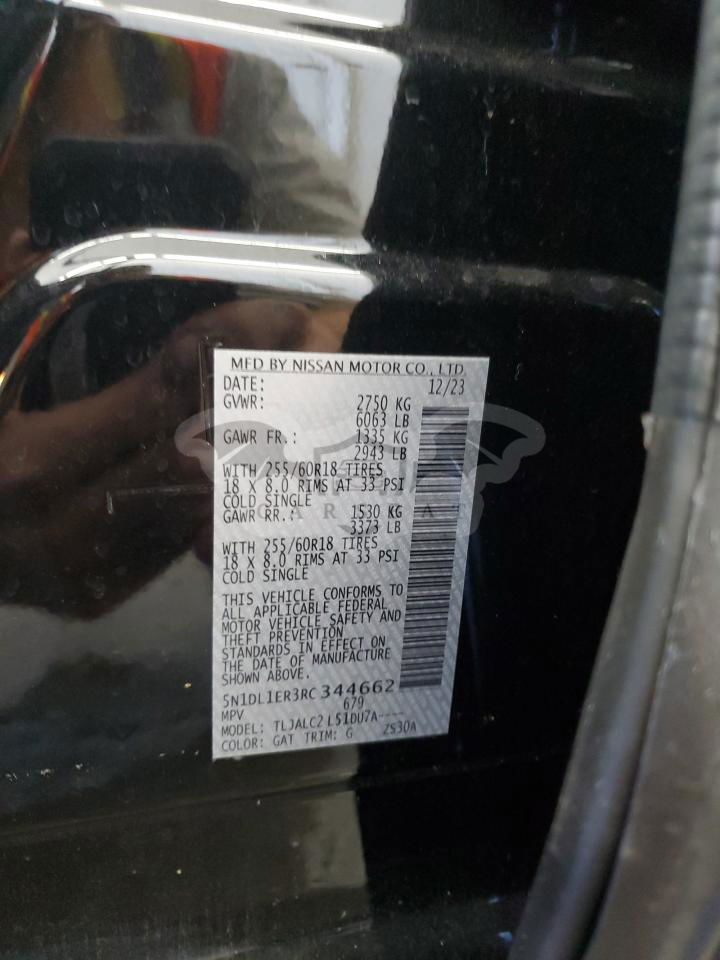 MFD BY NISSAN MOTOR CO., LTD.
DATE: 12/23
GVWR: 2750 KG
6063 LB
GAWR FR.: 1335 KG
2943 LB
WITH 255/60R18 TIRES
18 X 8.0 RIMS AT 33 PSI
COLD SINGLE
GAWR RR.: 1530 KG
3373 LB
WITH 255/60R18 TIRES
18 X 8.0 RIMS AT 33 PSI
COLD SINGLE
THIS VEHICLE CONFORMS TO
ALL APPLICABLE FEDERAL
MOTOR VEHICLE SAFETY AND
THEFT PREVENTION
STANDARDS IN EFFECT ON
THE DATE OF MANUFACTURE
SHOWN ABOVE.
5N1DL1ER3RC344662
MPV 679
MODEL: TLJALC2 L51DU7A----
COLOR: GAT TRIM: G ZS30A